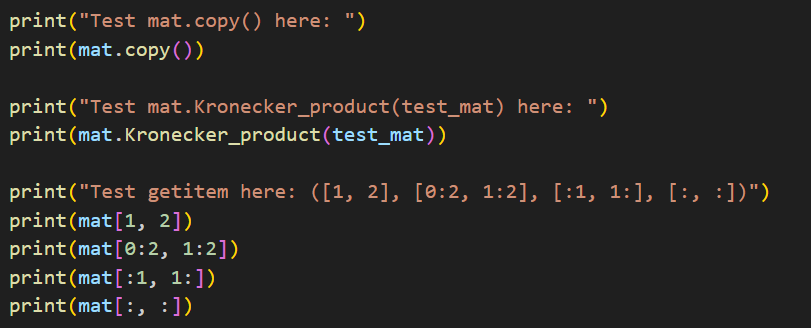 print("Test mat.copy() here: ")
print(mat.copy())
print("Test mat.Kronecker_product(test_mat) here: ")
print(mat.Kronecker_product(test_mat))
print("Test getitem here: ([1, 2], [0:2, 1:2], [:1, 1:], [:, :])")
print(mat[1, 2])
print(mat[0:2, 1:2])
print(mat[:1, 1:])
print(mat[:, :])